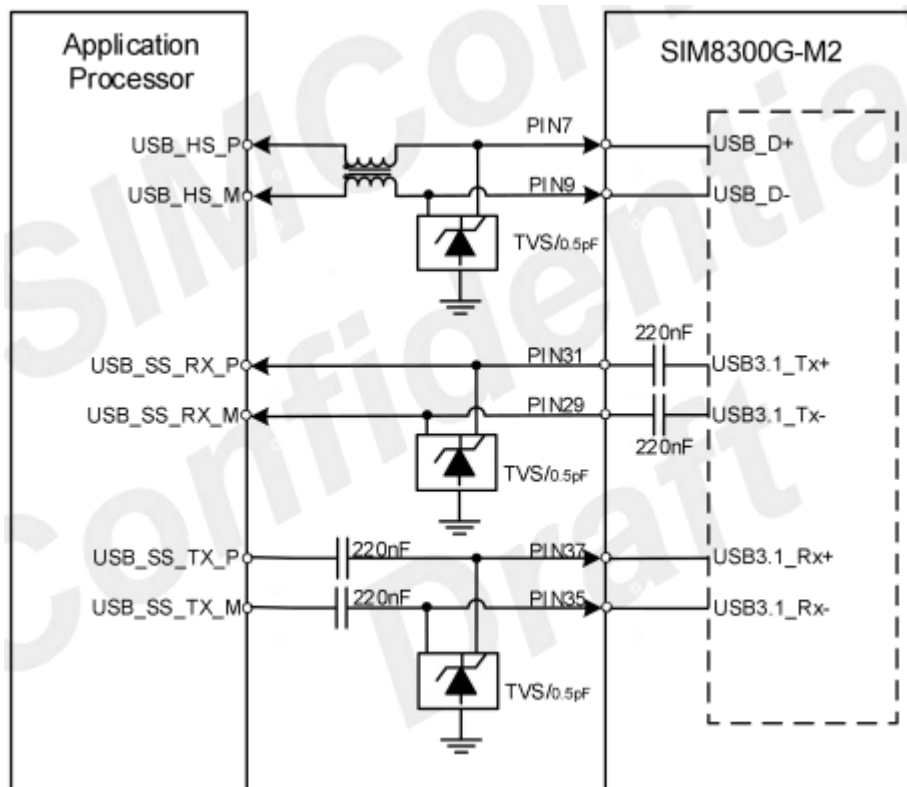 Application
Processor
SIM8300G-M2
USB_HS_P
PIN7
USB_D+
USB_HS_M
PIN9
USB_D-
TVS/0.5pF
220nF
USB_SS_RX_P
PIN31
USB3.1_Tx+
USB_SS_RX_M
PIN29
USB3.1_Tx-
220nF
TVS/0.5pF
USB_SS_TX_P
220nF
PIN37
USB3.1_Rx+
USB_SS_TX_M
220nF
PIN35
USB3.1_Rx-
TVS/0.5pF
SIMCom
Confidential
Draft